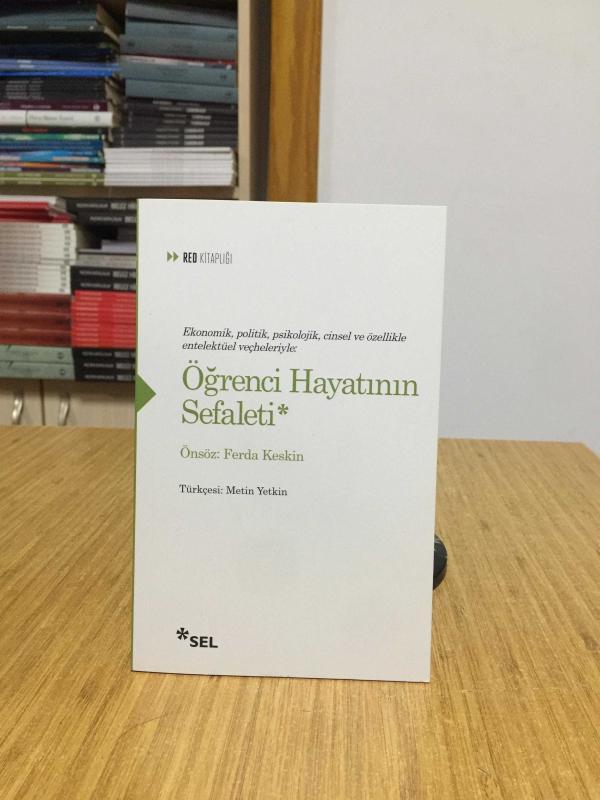 RED KİTAPLIĞI
Ekonomik, politik, psikolojik, cinsel ve özellikle
entelektüel veçheleriyle:
Öğrenci Hayatının
Sefaleti*
Önsöz: Ferda Keskin
Türkçesi: Metin Yetkin
*SEL